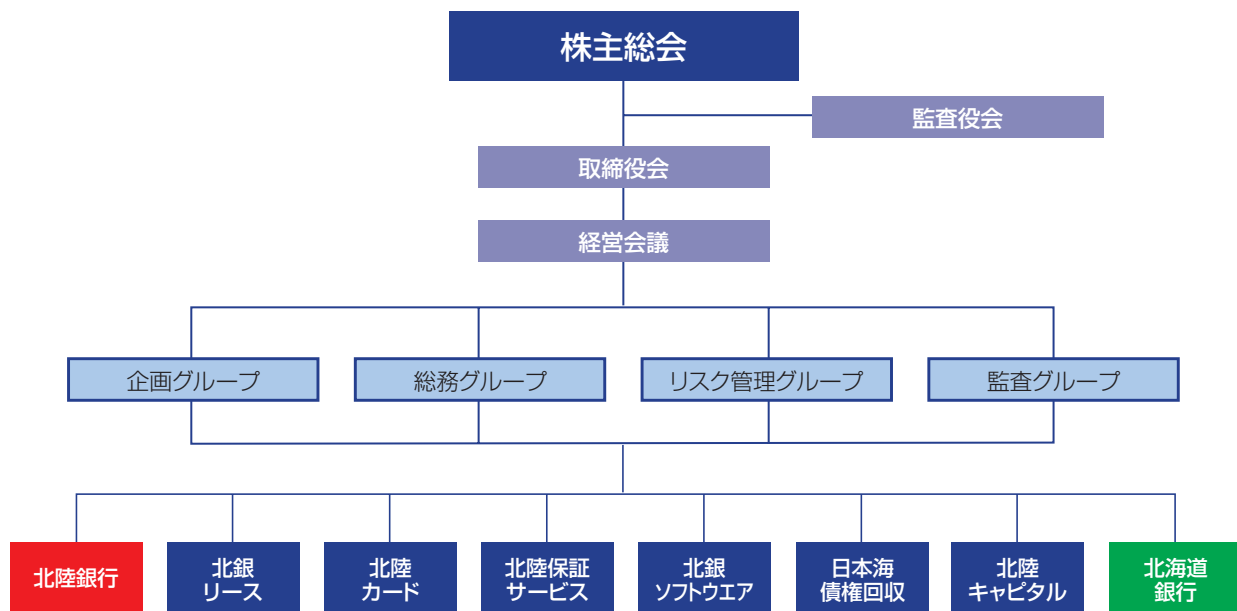 株主総会
監査役会
取締役会
経営会議
企画グループ
総務グループ
リスク管理グループ
監査グループ
北陸銀行
北銀
リース
北陸
カード
北陸保証
サービス
北銀
ソフトウエア
日本海
債権回収
北陸
キャピタル
北海道
銀行